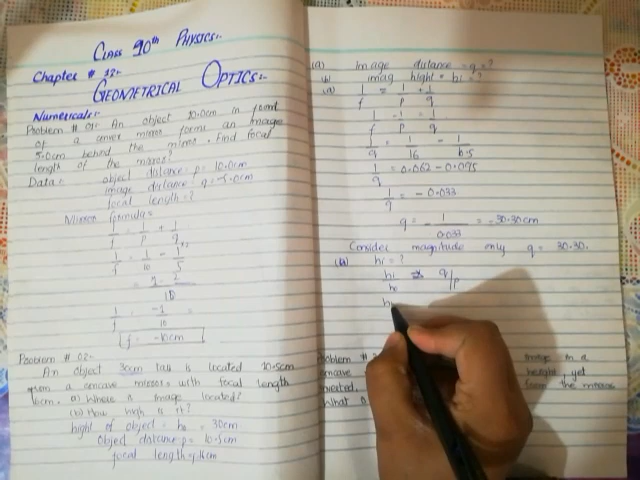 Class 10th Physics:-
Chapter # 12:-
Geometrical Optics:-
Numericals:
Problem # 01: An object 10.0cm in front
of a convex mirror forms an image
5.0cm behind the mirror. Find focal
length of the mirror?
Data: object distance = p = 10.0cm
image distance = q = -5.0cm
focal length = ?
Mirror formula =
1/f = 1/p + 1/q
1/f = 1/10 - 1/5
= 1-2
10
1/f = -1/10
f = -10cm
Problem # 02:-
An object 30cm tall is located 10.5cm
from a concave mirror with focal length
16cm. a) Where is image located?
(b) How high is it?
hight of object = ho = 30cm
Object distance p = 10.5cm
focal length = 16cm
(a) Image distance = q = ?
b) imag hight = hi = ?
(a) 1/f = 1/p + 1/q
1/f - 1/p = 1/q
1/q = 1/16 - 1/10.5
1/q = 0.062 - 0.095
1/q = -0.033
q = 1/0.033 = -30.30cm
Consider magnitude only q = 30.30.
(b) hi = ?
hi/ho = q/p
image in a
height, yet
from the mirror
What